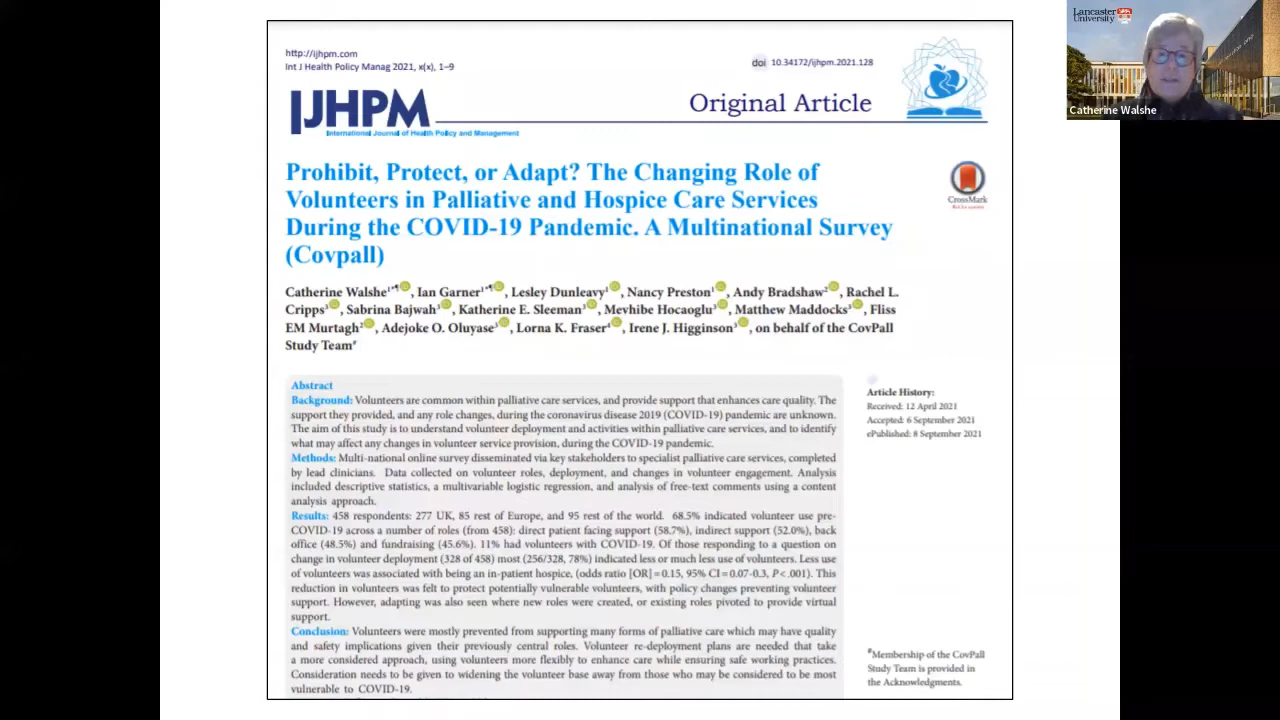 http://ijhpm.com
Int J Health Policy Manag 2021, x(x), 1–9
doi 10.34172/ijhpm.2021.128
IJHPM
International Journal of Health Policy and Management
Original Article
Prohibit, Protect, or Adapt? The Changing Role of
Volunteers in Palliative and Hospice Care Services
During the COVID-19 Pandemic. A Multinational Survey
(Covpall)
CrossMark
Catherine Walshe¹*¶, Ian Garner¹*¶, Lesley Dunleavy¹, Nancy Preston¹, Andy Bradshaw², Rachel L.
Cripps³, Sabrina Bajwah³, Katherine E. Sleeman³, Mevhibe Hocaoglu³, Matthew Maddocks³, Fliss
EM Murtagh², Adejoke O. Oluyase³, Lorna K. Fraser⁴, Irene J. Higginson³, on behalf of the CovPall
Study Team#
Abstract
Background: Volunteers are common within palliative care services, and provide support that enhances care quality. The
support they provided, and any role changes, during the coronavirus disease 2019 (COVID-19) pandemic are unknown.
The aim of this study is to understand volunteer deployment and activities within palliative care services, and to identify
what may affect any changes in volunteer service provision, during the COVID-19 pandemic.
Methods: Multi-national online survey disseminated via key stakeholders to specialist palliative care services, completed
by lead clinicians. Data collected on volunteer roles, deployment, and changes in volunteer engagement. Analysis
included descriptive statistics, a multivariable logistic regression, and analysis of free-text comments using a content
analysis approach.
Results: 458 respondents: 277 UK, 85 rest of Europe, and 95 rest of the world. 68.5% indicated volunteer use pre-
COVID-19 across a number of roles (from 458): direct patient facing support (58.7%), indirect support (52.0%), back
office (48.5%) and fundraising (45.6%). 11% had volunteers with COVID-19. Of those responding to a question on
change in volunteer deployment (328 of 458) most (256/328, 78%) indicated less or much less use of volunteers. Less use
of volunteers was associated with being an in-patient hospice, (odds ratio [OR]=0.15, 95% CI=0.07-0.3, P<.001). This
reduction in volunteers was felt to protect potentially vulnerable volunteers, with policy changes preventing volunteer
support. However, adapting was also seen where new roles were created, or existing roles pivoted to provide virtual
support.
Conclusion: Volunteers were mostly prevented from supporting many forms of palliative care which may have quality
and safety implications given their previously central roles. Volunteer re-deployment plans are needed that take
a more considered approach, using volunteers more flexibly to enhance care while ensuring safe working practices.
Consideration needs to be given to widening the volunteer base away from those who may be considered to be most
vulnerable to COVID-19.
Article History:
Received: 12 April 2021
Accepted: 6 September 2021
ePublished: 8 September 2021
#Membership of the CovPall
Study Team is provided in
the Acknowledgments.
Lancaster
University
Catherine Walshe